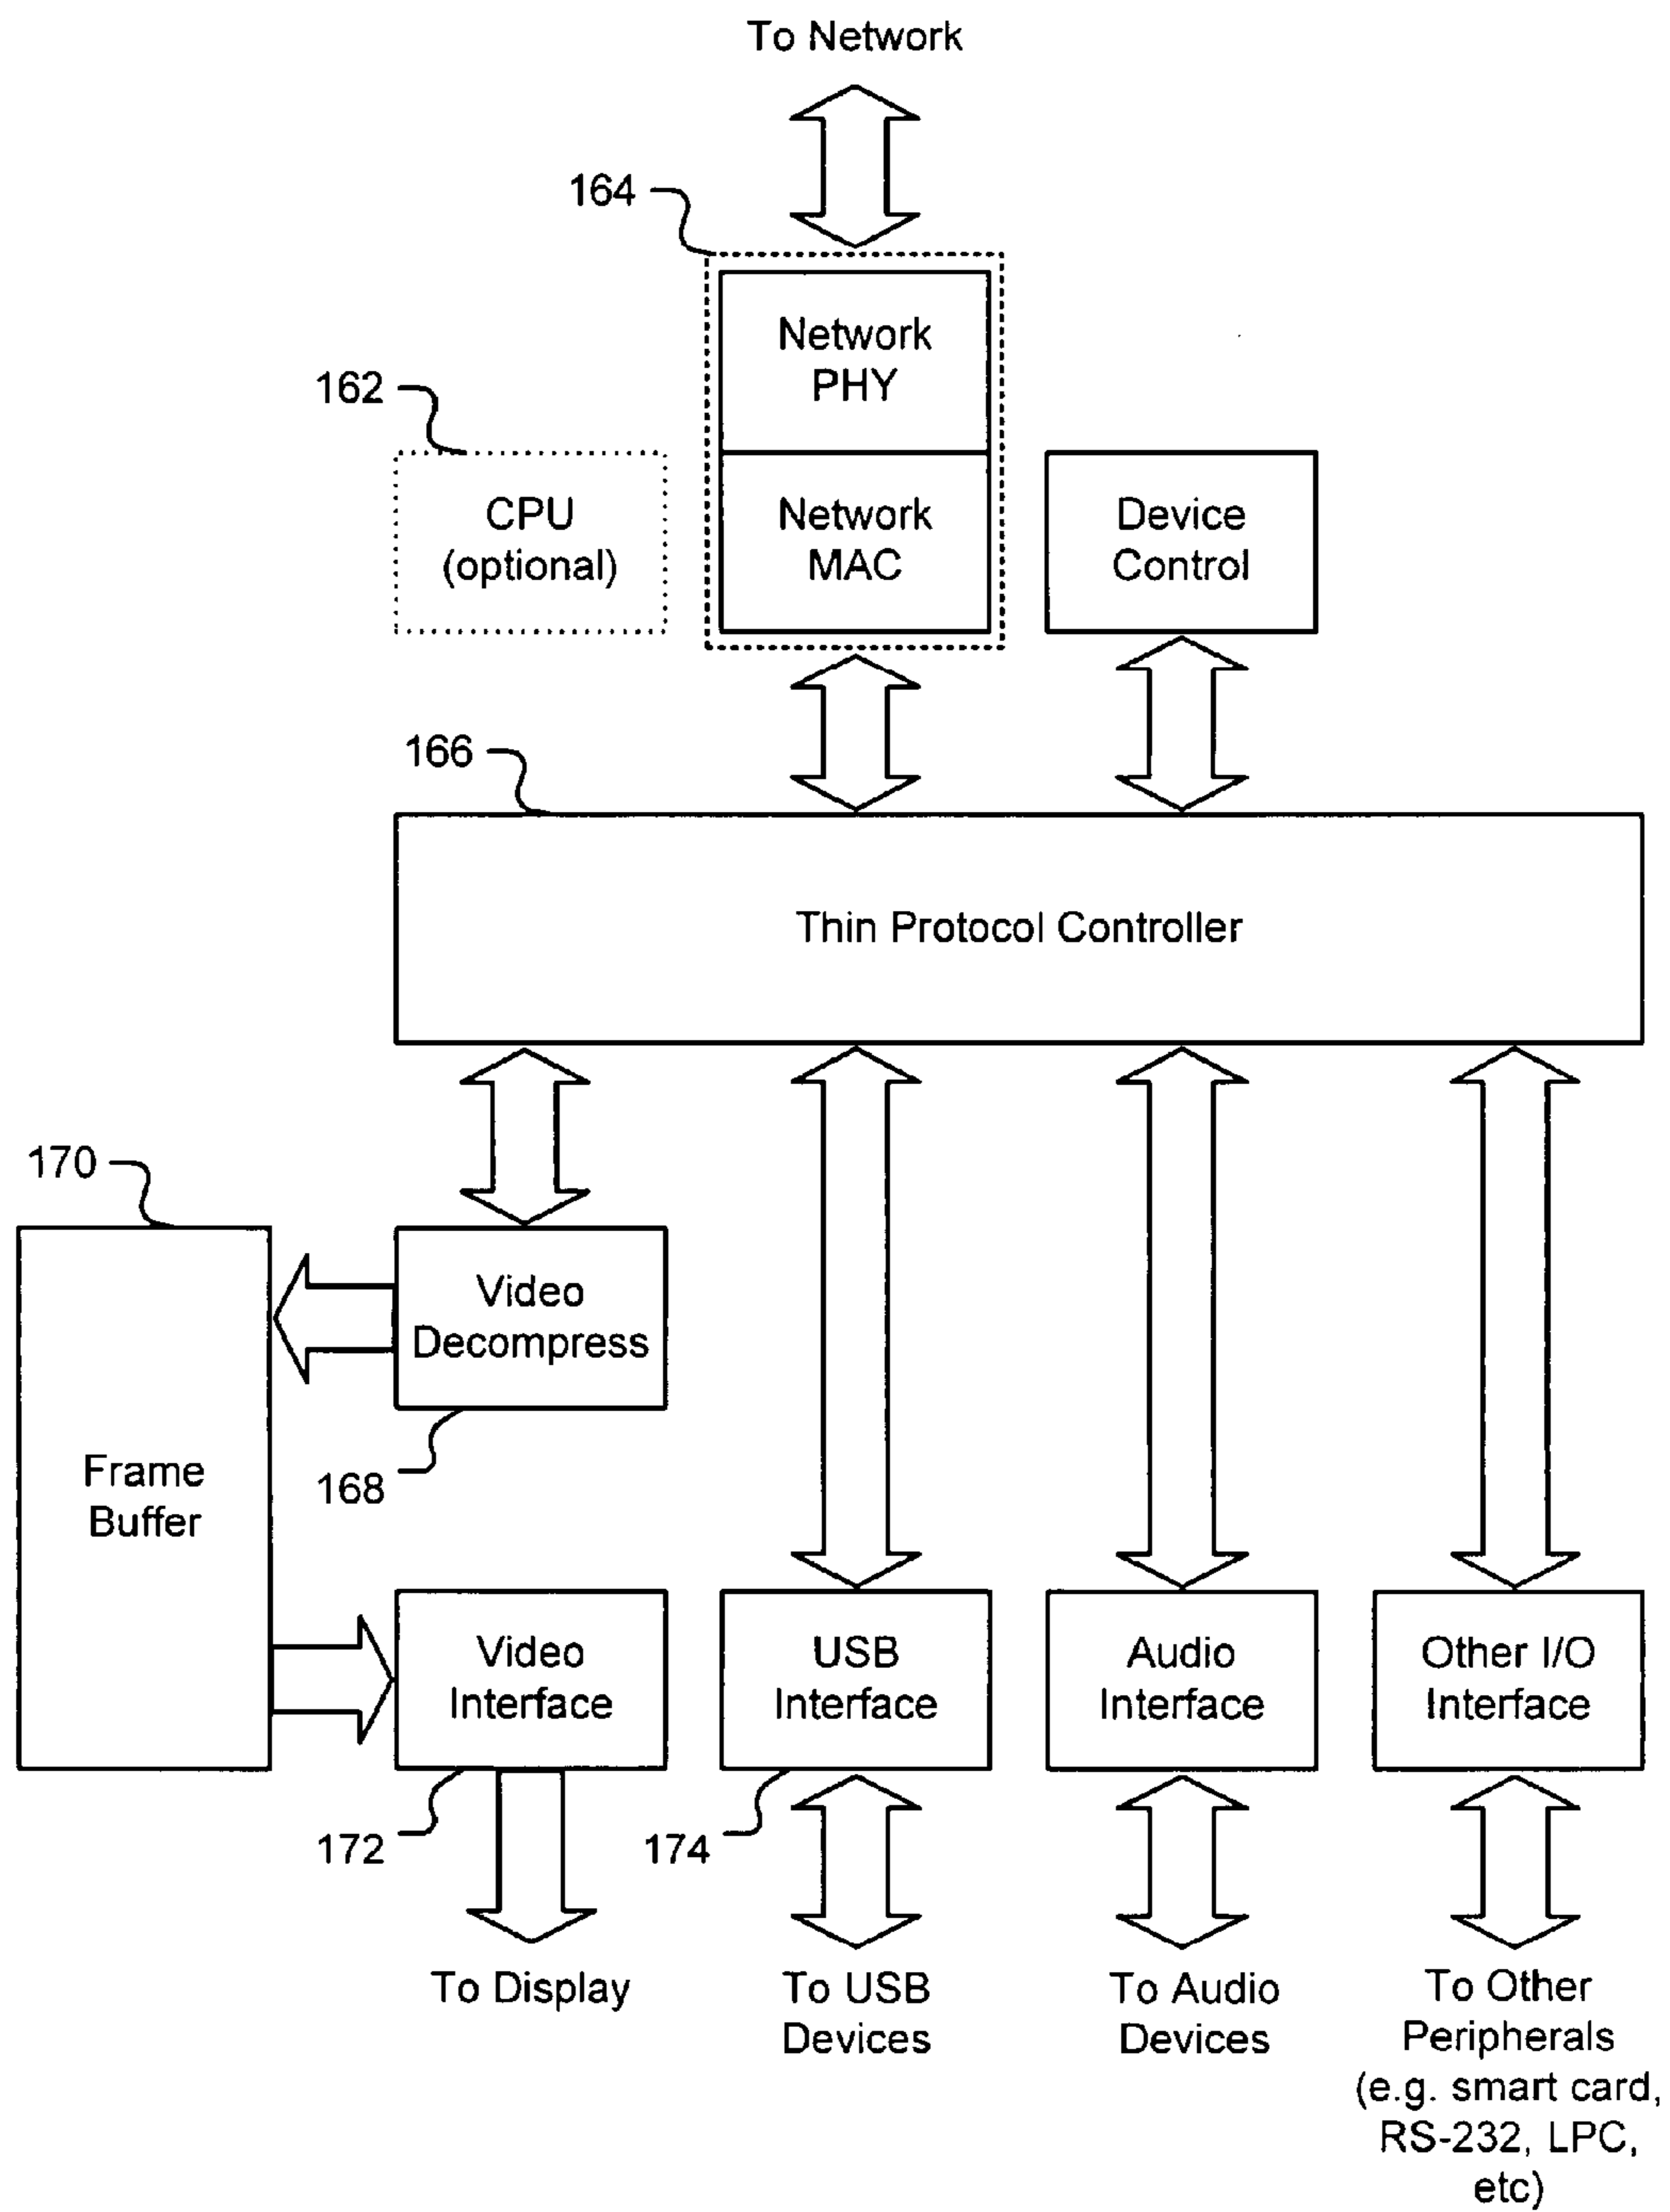 To Network
164
Network
PHY
162
CPU
(optional)
Network
MAC
Device
Control
166
Thin Protocol Controller
170
Video
Decompress
168
Frame
Buffer
Video
Interface
USB
Interface
Audio
Interface
Other I/O
Interface
172
174
To Display
To USB
Devices
To Audio
Devices
To Other
Peripherals
(e.g. smart card,
RS-232, LPC,
etc)